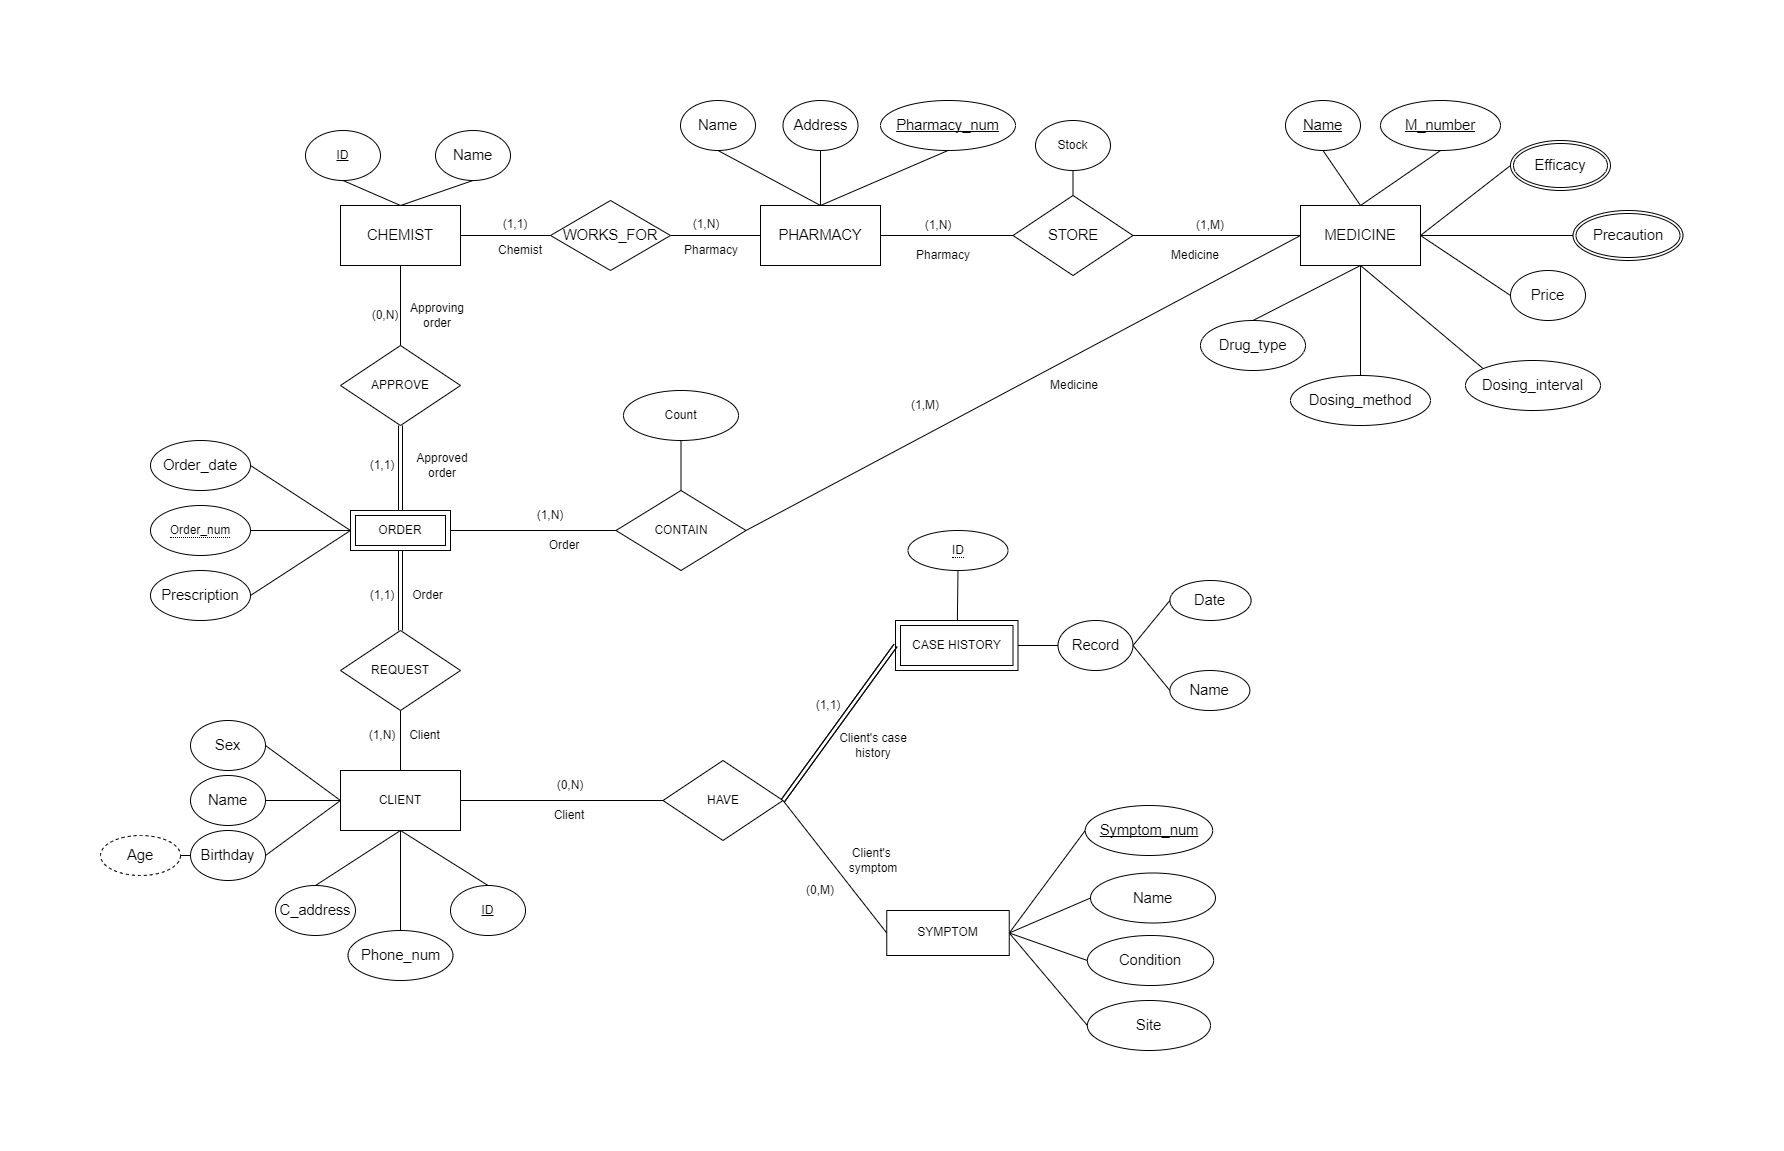 Name
Address
Pharmacy_num
Name
M_number
Stock
ID
Name
Efficacy
Precaution
Price
CHEMIST
(1,1)
Chemist
WORKS_FOR
(1,N)
Pharmacy
PHARMACY
(1,N)
Pharmacy
STORE
(1,M)
Medicine
MEDICINE
Drug_type
Dosing_method
Dosing_interval
(0,N)
Approving
order
APPROVE
(1,1)
Approved
order
Count
(1,M)
Medicine
Order_date
Order_num
Prescription
ORDER
(1,N)
Order
CONTAIN
(1,1)
Order
REQUEST
(1,N)
Client
ID
CASE HISTORY
Record
Date
Name
(1,1)
Client's case
history
Sex
Name
Age
Birthday
CLIENT
(0,N)
Client
HAVE
C_address
Phone_num
ID
Client's
symptom
(0,M)
SYMPTOM
Symptom_num
Name
Condition
Site